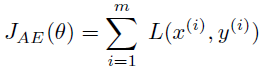 J_{AE}(θ) = \sum_{i=1}^{m} L(x^{(i)}, y^{(i)})